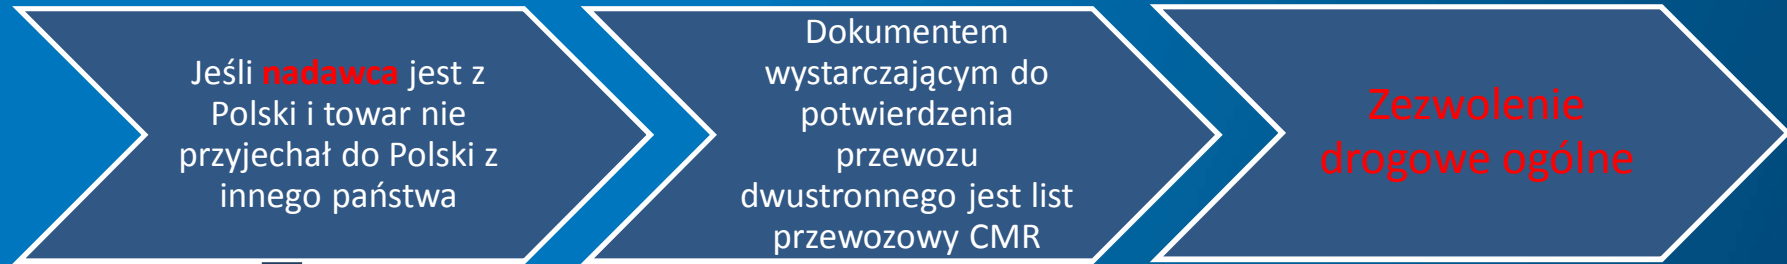 Jeśli nadawca jest z
Polski i towar nie
przyjechał do Polski z
innego państwa
Dokumentem
wystarczającym do
potwierdzenia
przewozu
dwustronnego jest list
przewozowy CMR
Zezwolenie
drogowe ogólne